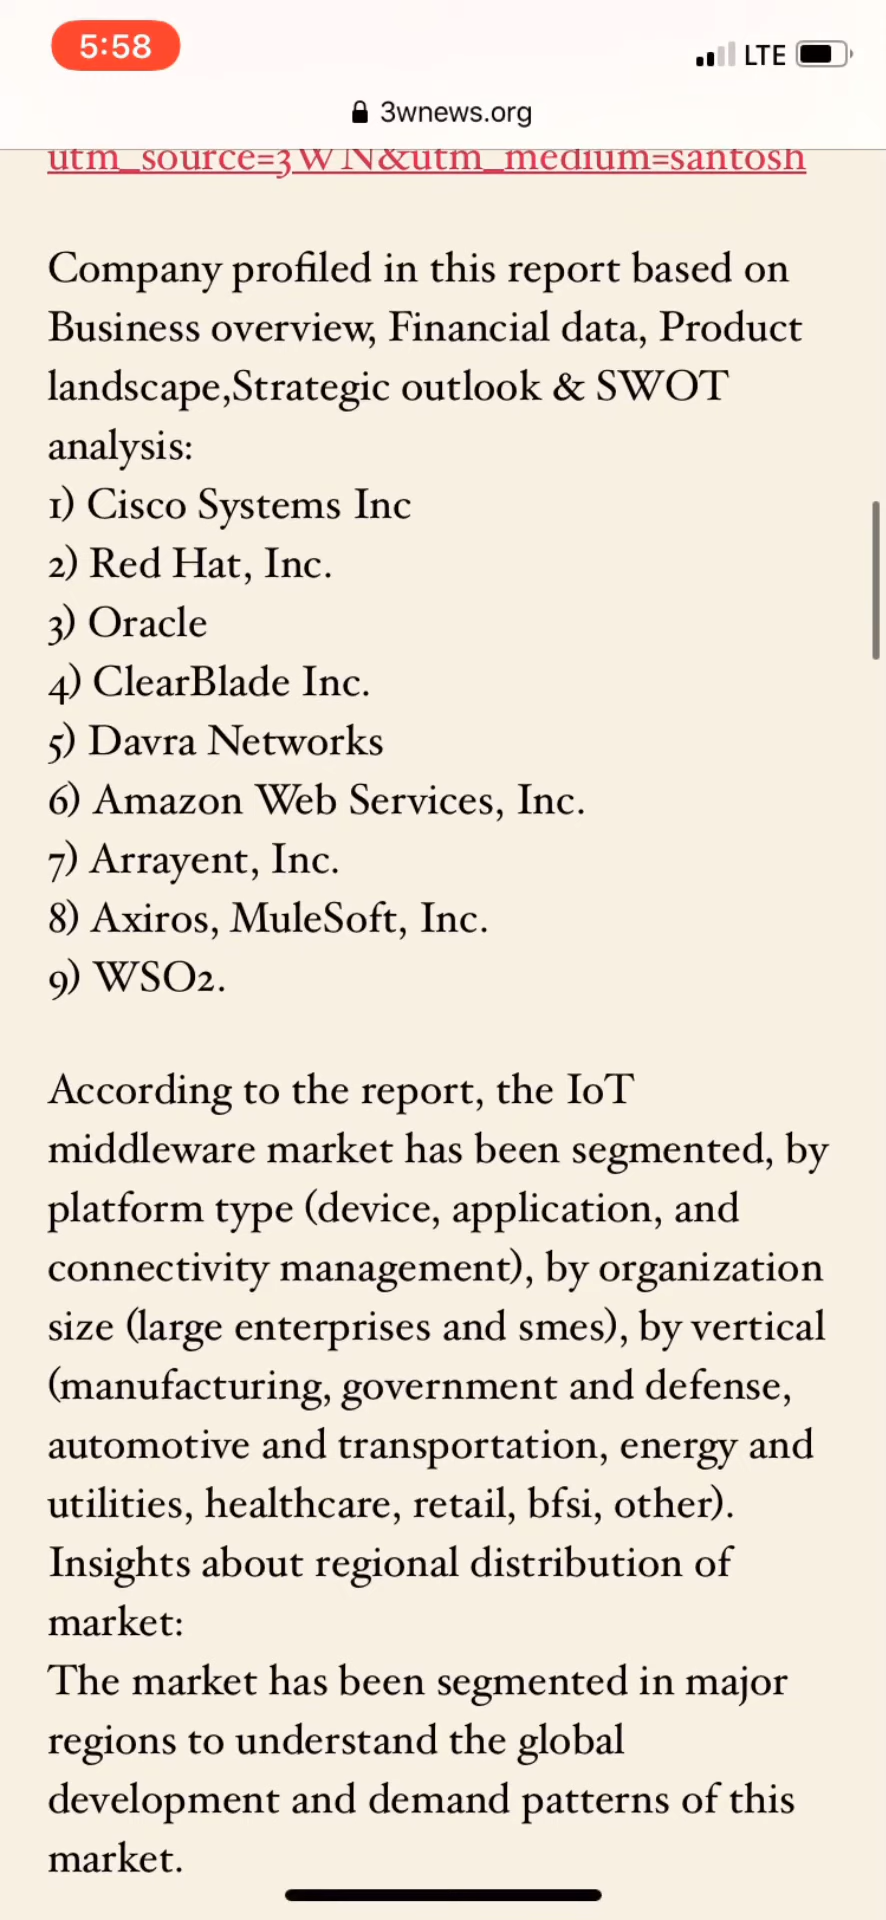 5:58
LTE
3wnews.org
utm_source=3WN&utm_medium=santosh
Company profiled in this report based on
Business overview, Financial data, Product
landscape,Strategic outlook & SWOT
analysis:
1) Cisco Systems Inc
2) Red Hat, Inc.
3) Oracle
4) ClearBlade Inc.
5) Davra Networks
6) Amazon Web Services, Inc.
7) Arrayent, Inc.
8) Axiros, MuleSoft, Inc.
9) WSO2.
According to the report, the IoT
middleware market has been segmented, by
platform type (device, application, and
connectivity management), by organization
size (large enterprises and smes), by vertical
(manufacturing, government and defense,
automotive and transportation, energy and
utilities, healthcare, retail, bfsi, other).
Insights about regional distribution of
market:
The market has been segmented in major
regions to understand the global
development and demand patterns of this
market.